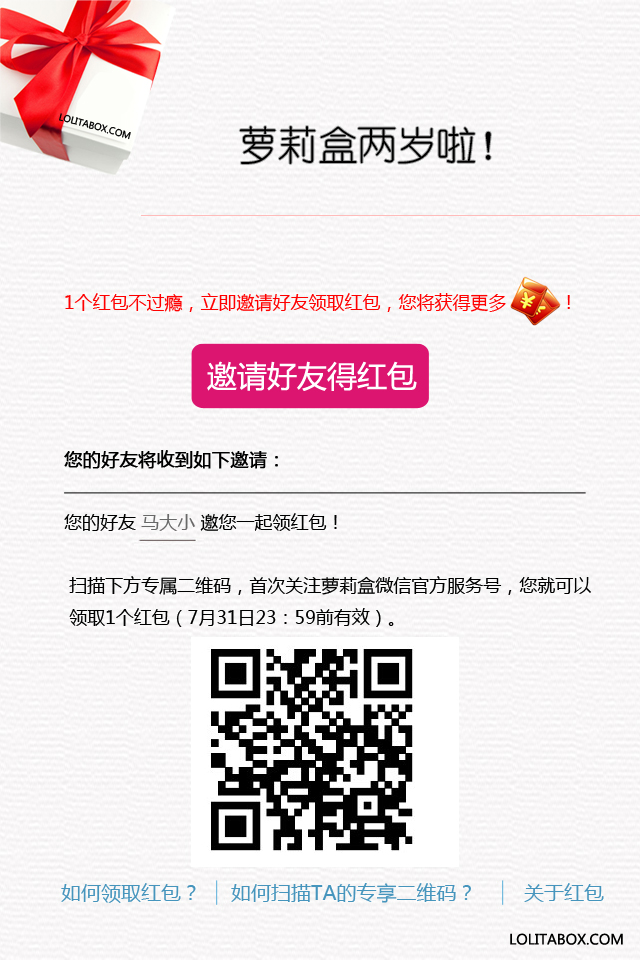 LOLITABOX.COM
萝莉盒两岁啦！
1个红包不过瘾，立即邀请好友领取红包，您将获得更多！
邀请好友得红包
您的好友将收到如下邀请：
您的好友 马大小 邀您一起领红包！
扫描下方专属二维码，首次关注萝莉盒微信官方服务号，您就可以
领取1个红包（7月31日23：59前有效）。
如何领取红包？｜如何扫描TA的专享二维码？｜关于红包
LOLITABOX.COM